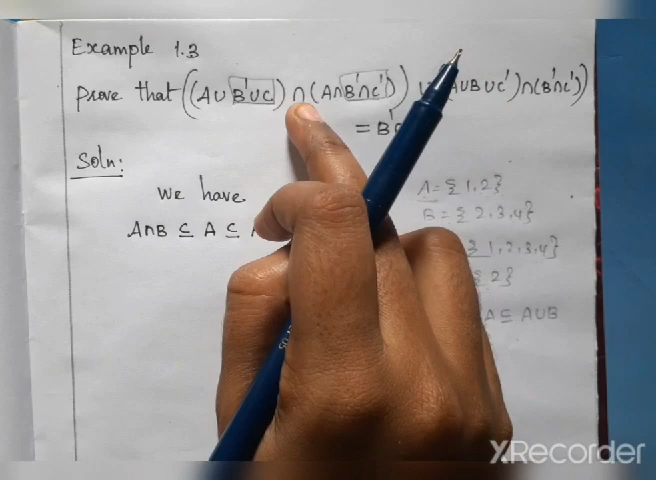 Example 1.3
Prove that ((A∪B'∪C)∩(A∩B'∩C')) ∪ ((A∪B∪C')∩(B'∩C'))
= B'∩
Soln:
we have
A∩B ⊆ A ⊆ A
A = {1,2}
B = {2,3,4}
{1,2,3,4}
{2}
A ⊆ A∪B
XRecorder